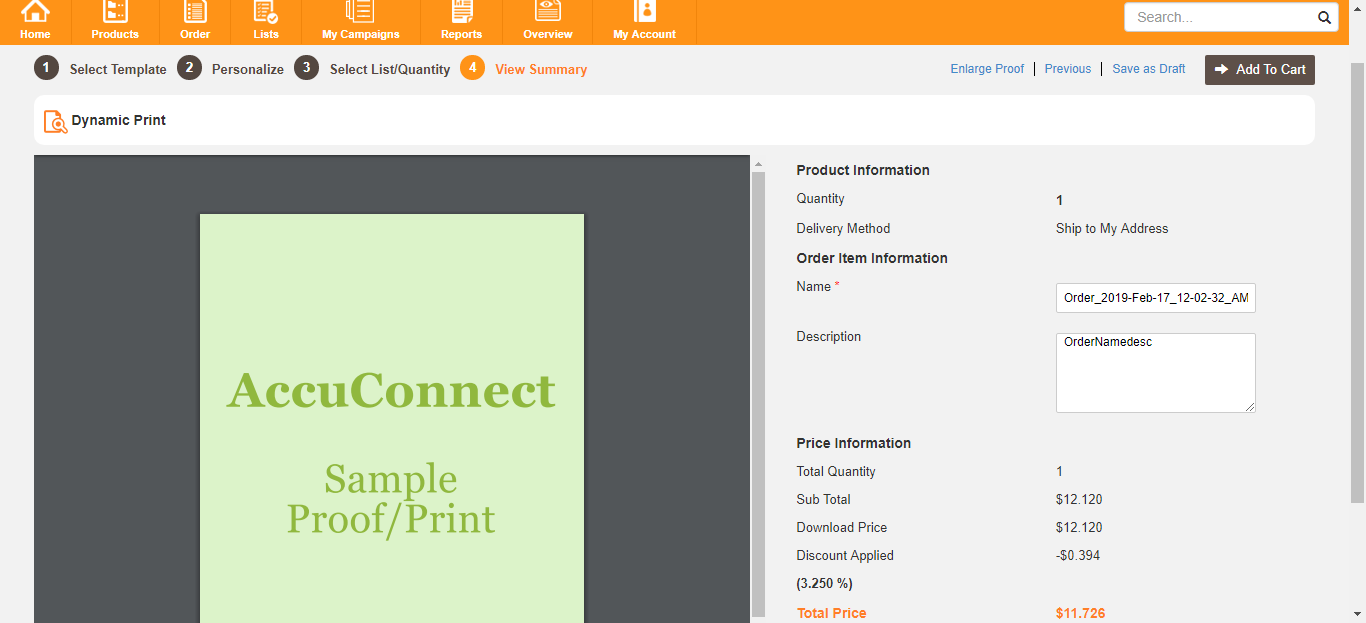 Home Products Order Lists My Campaigns Reports Overview My Account Search...
1 Select Template 2 Personalize 3 Select List/Quantity 4 View Summary Enlarge Proof Previous Save as Draft Add To Cart
Dynamic Print
AccuConnect
Sample
Proof/Print
Product Information
Quantity 1
Delivery Method Ship to My Address
Order Item Information
Name * Order_2019-Feb-17_12-02-32_AM
Description OrderNamedesc
Price Information
Total Quantity 1
Sub Total $12.120
Download Price $12.120
Discount Applied -$0.394
(3.250 %)
Total Price $11.726